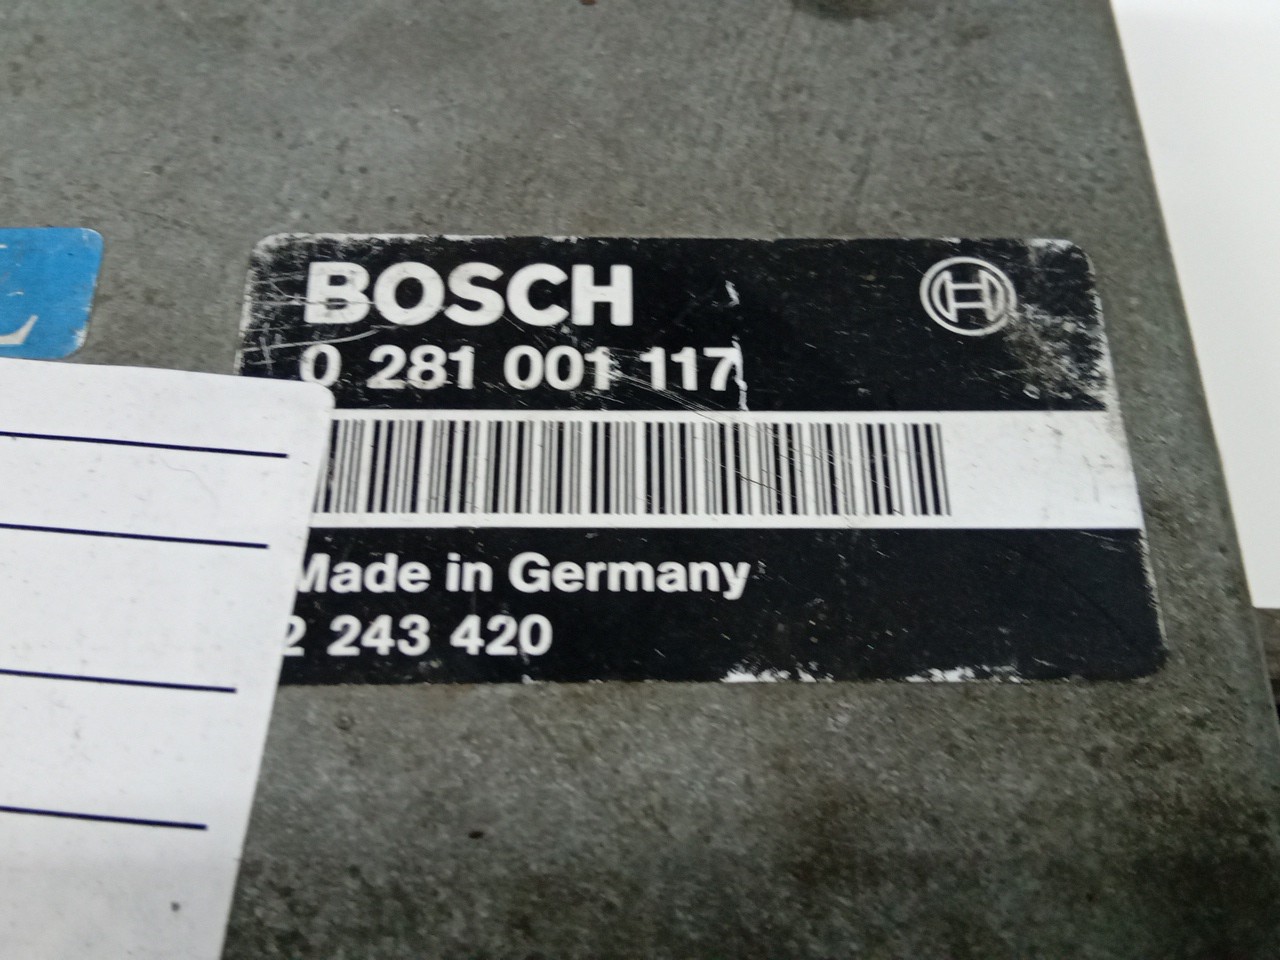 L
BOSCH
0 281 001 117
Made in Germany
2 243 420